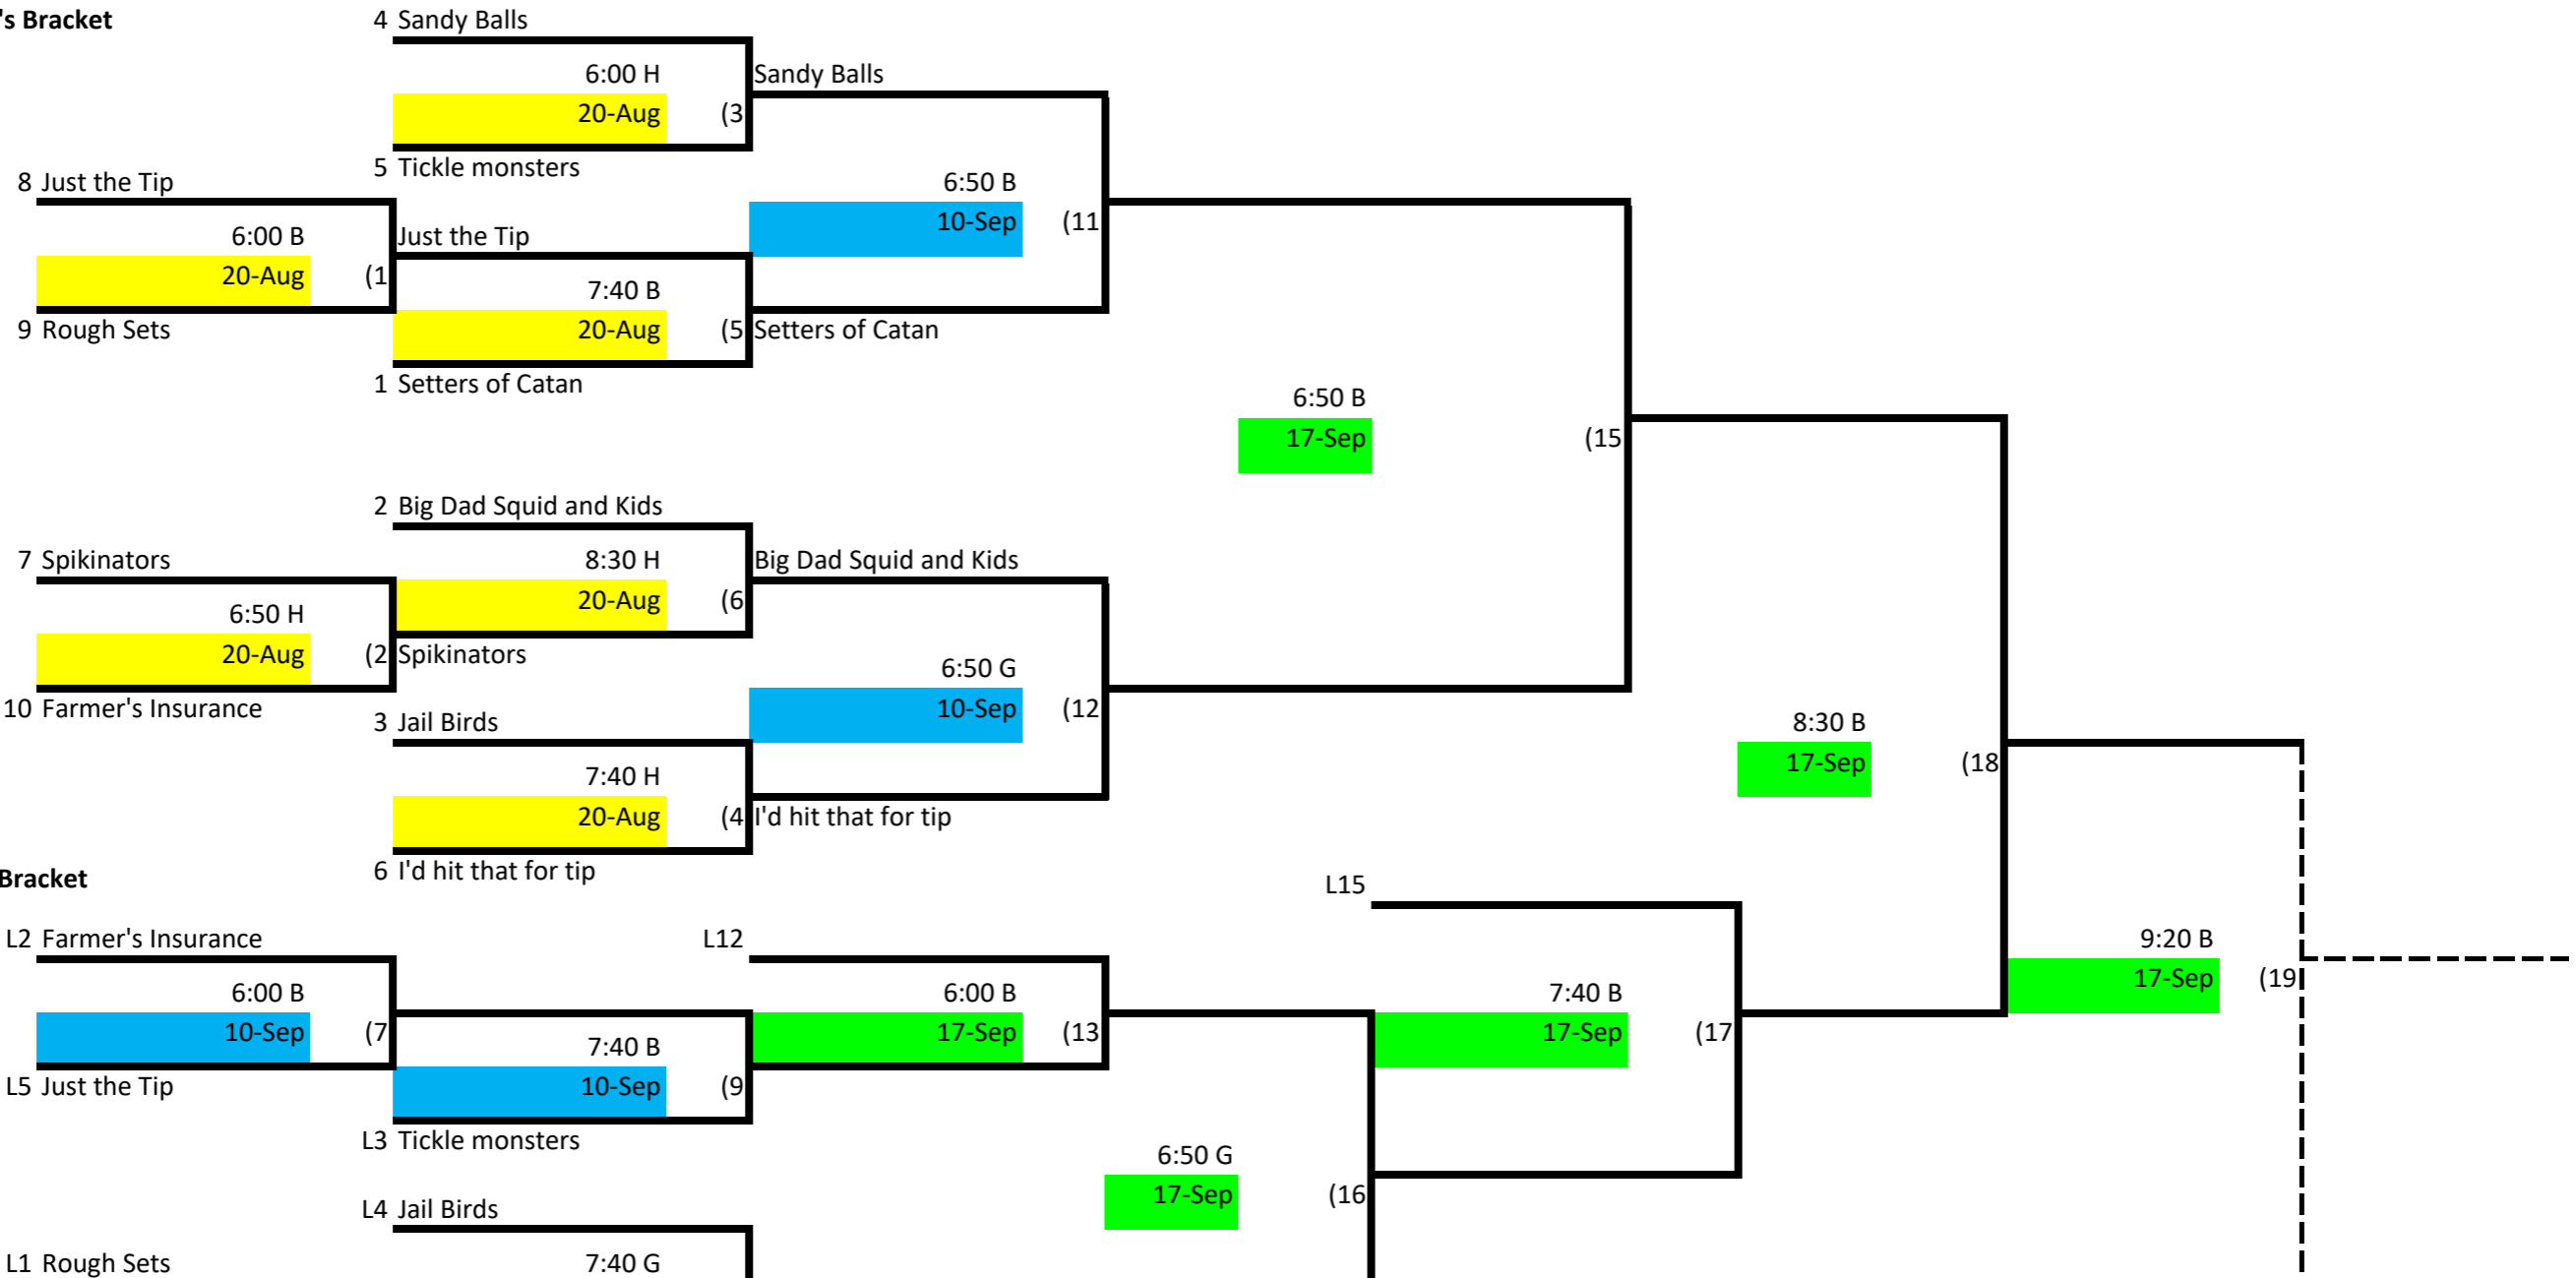 's Bracket
4 Sandy Balls
6:00 H
Sandy Balls
20-Aug (3
5 Tickle monsters
8 Just the Tip
6:50 B
10-Sep (11
6:00 B
Just the Tip
20-Aug (1
7:40 B
9 Rough Sets
20-Aug (5
Setters of Catan
1 Setters of Catan
6:50 B
17-Sep (15
2 Big Dad Squid and Kids
7 Spikinators
8:30 H
Big Dad Squid and Kids
20-Aug (6
6:50 H
20-Aug (2
Spikinators
6:50 G
10-Sep (12
10 Farmer's Insurance
3 Jail Birds
8:30 B
17-Sep (18
7:40 H
20-Aug (4
I'd hit that for tip
6 I'd hit that for tip
Bracket
L15
L2 Farmer's Insurance
L12
9:20 B
17-Sep (19
6:00 B
10-Sep (7
6:00 B
17-Sep (13
7:40 B
17-Sep (17
7:40 B
10-Sep (9
L5 Just the Tip
L3 Tickle monsters
6:50 G
17-Sep (16
L4 Jail Birds
L1 Rough Sets
7:40 G